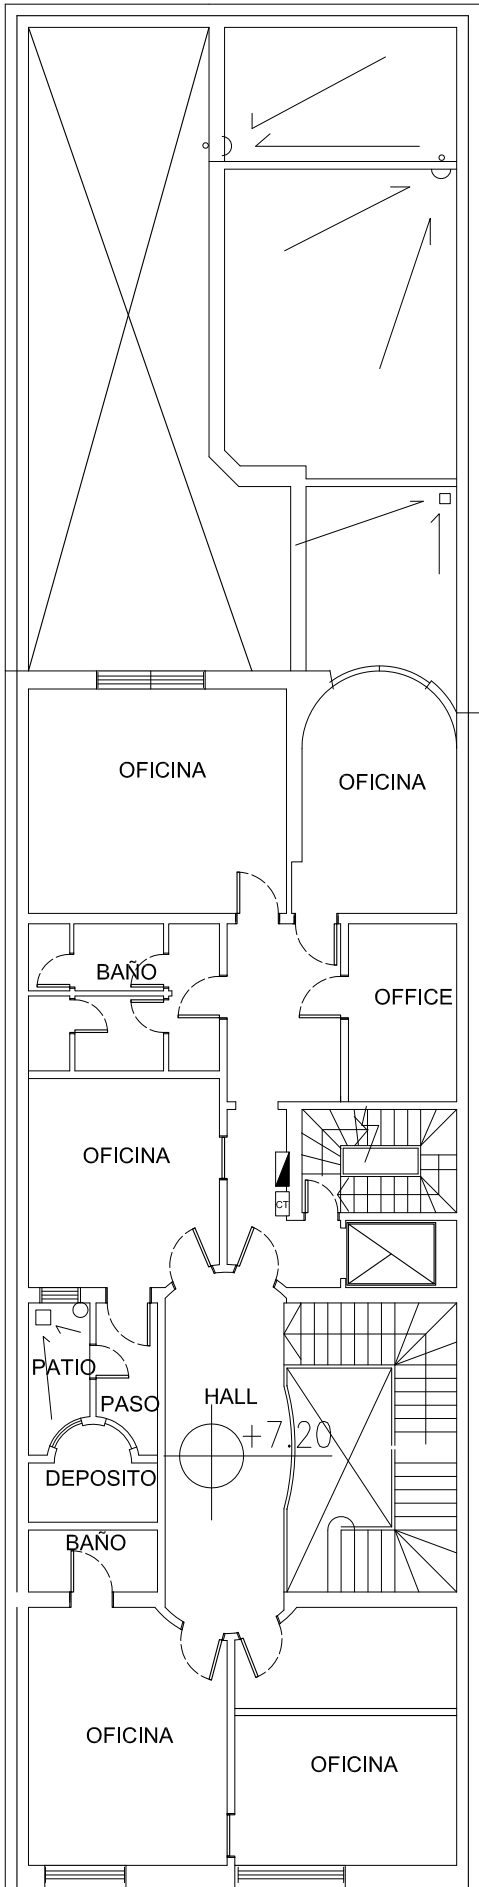 OFICINA
OFICINA
BAÑO
OFFICE
OFICINA
CT
PATIO
PASO
HALL
+7.20
DEPOSITO
BAÑO
OFICINA
OFICINA